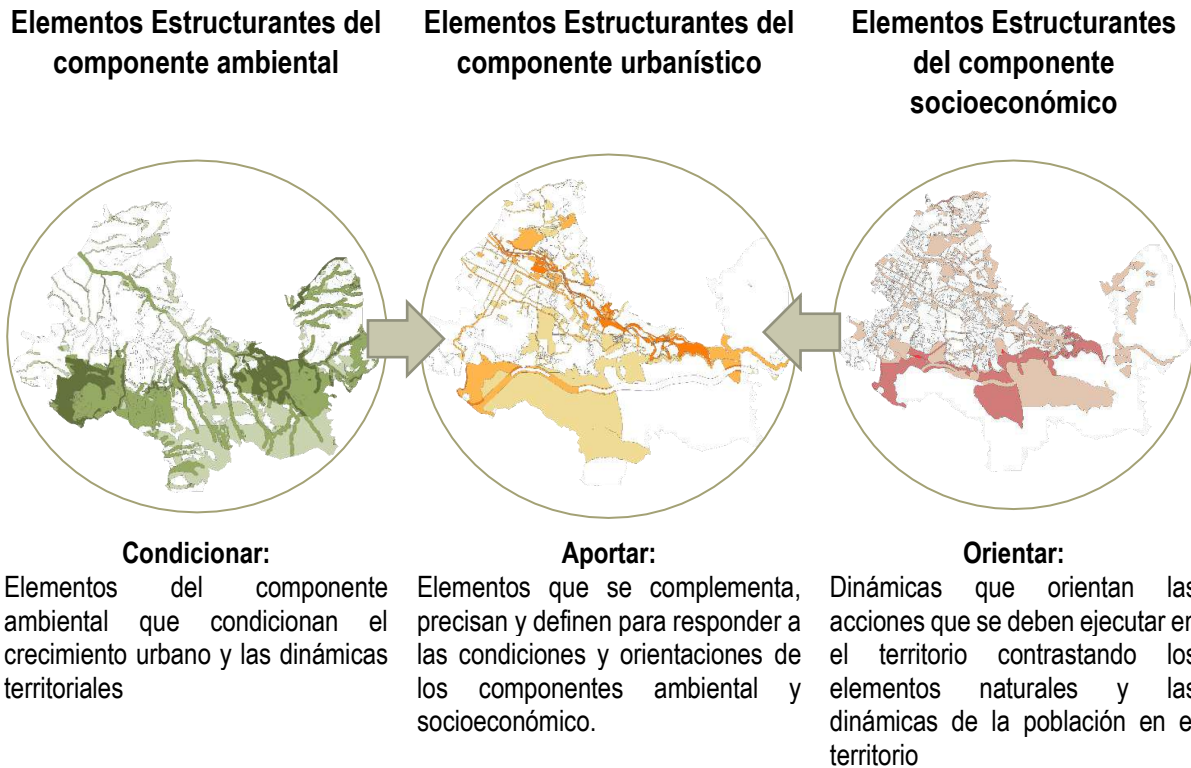 Elementos Estructurantes del
componente ambiental
Elementos Estructurantes del
componente urbanístico
Elementos Estructurantes
del componente
socioeconómico
Condicionar:
Elementos del componente
ambiental que condicionan el
crecimiento urbano y las dinámicas
territoriales
Aportar:
Elementos que se complementa,
precisan y definen para responder a
las condiciones y orientaciones de
los componentes ambiental y
socioeconómico.
Orientar:
Dinámicas que orientan las
acciones que se deben ejecutar en
el territorio contrastando los
elementos naturales y las
dinámicas de la población en el
territorio